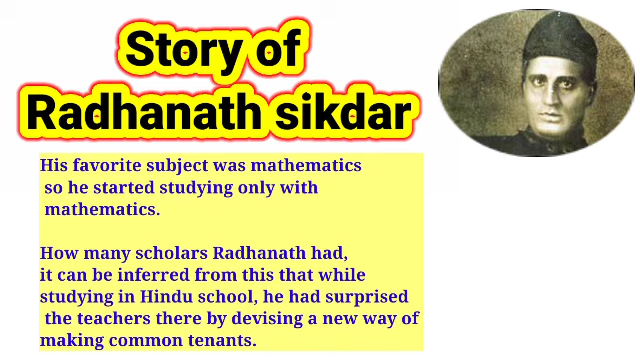 Story of
Radhanath sikdar
His favorite subject was mathematics
so he started studying only with
mathematics.
How many scholars Radhanath had,
it can be inferred from this that while
studying in Hindu school, he had surprised
the teachers there by devising a new way of
making common tenants.